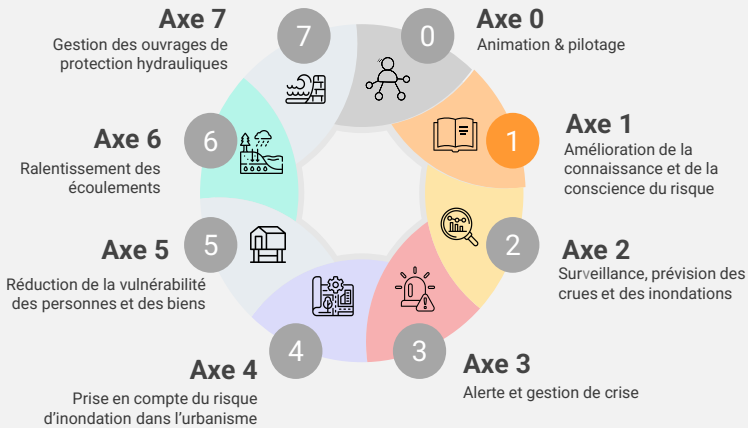 Axe 0
Animation & pilotage
0
Axe 1
Amélioration de la
connaissance et de la
conscience du risque
1
Axe 2
Surveillance, prévision des
crues et des inondations
2
Axe 3
Alerte et gestion de crise
3
Axe 4
Prise en compte du risque
d'inondation dans l'urbanisme
4
Axe 5
Réduction de la vulnérabilité
des personnes et des biens
5
Axe 6
Ralentissement des
écoulements
6
Axe 7
Gestion des ouvrages de
protection hydrauliques
7